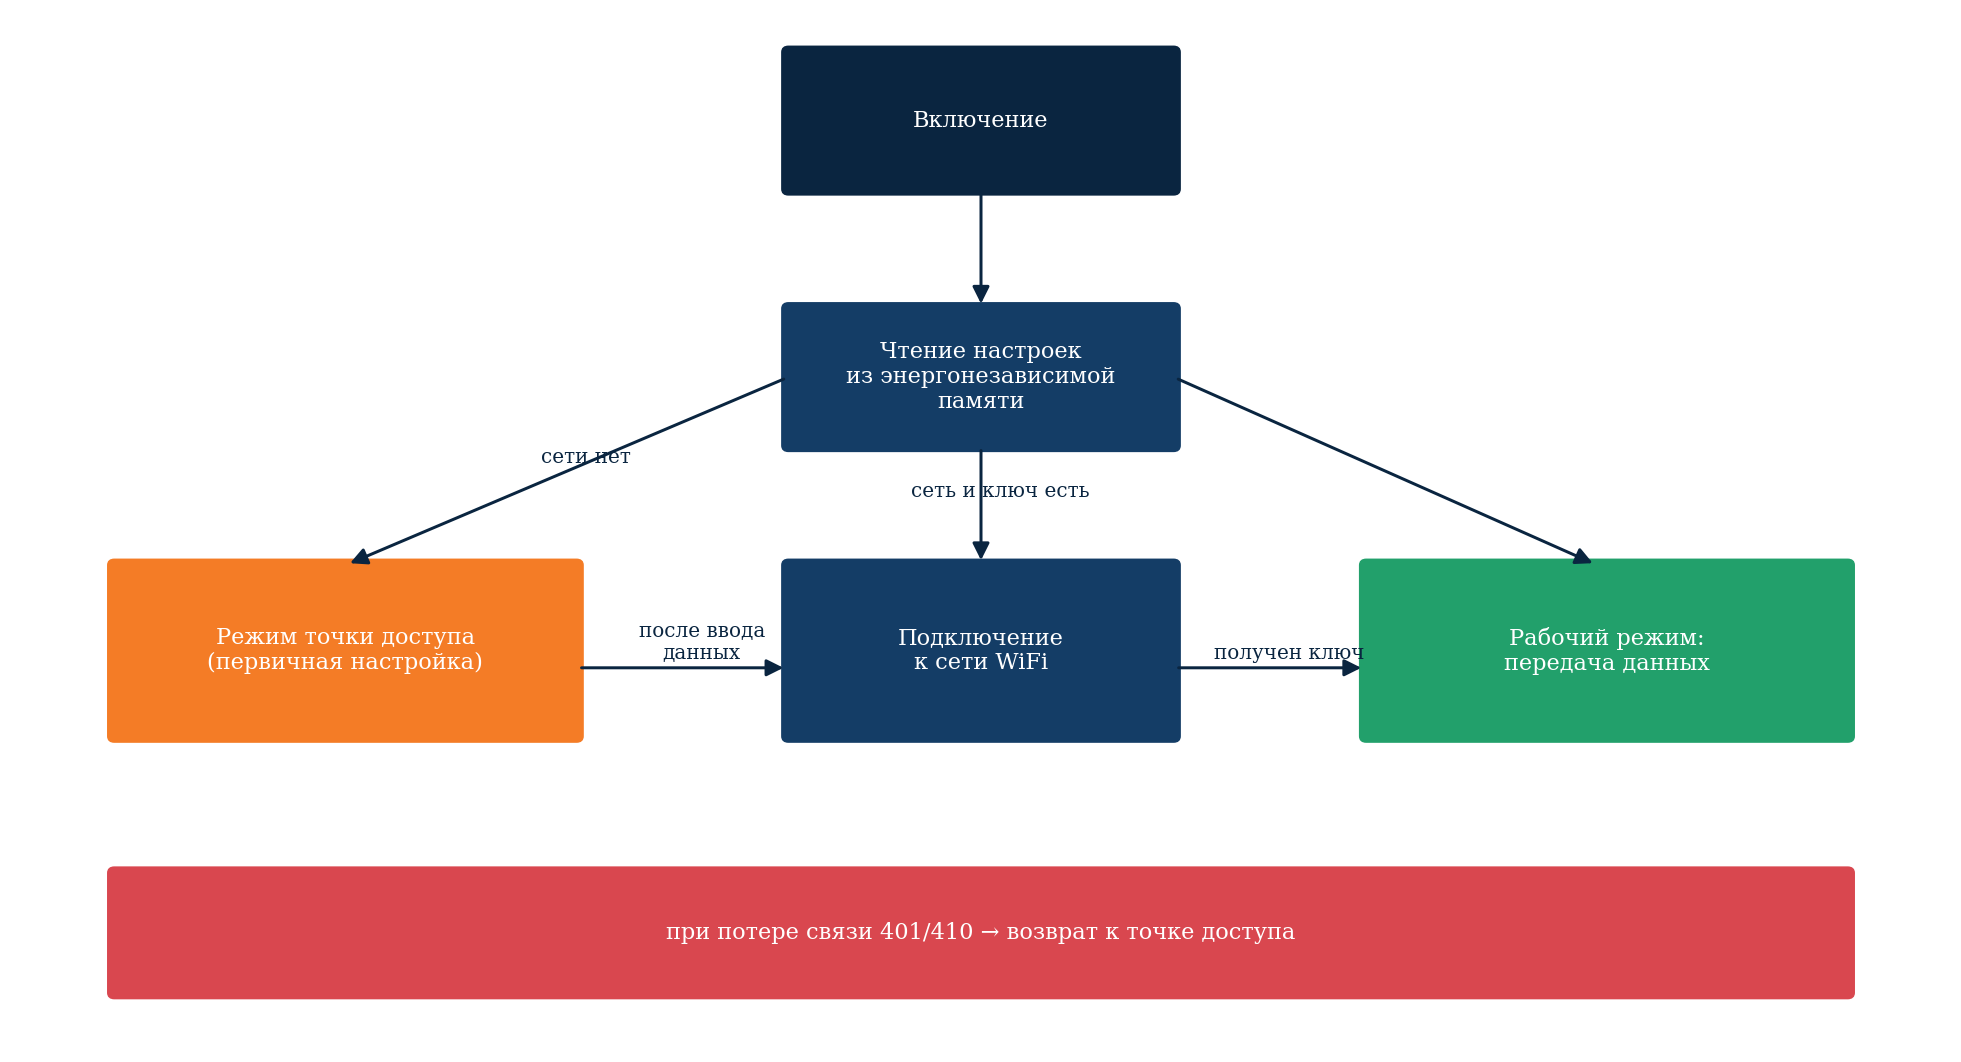 Включение
Чтение настроек
из энергонезависимой
памяти
сети нет
сеть и ключ есть
Режим точки доступа
(первичная настройка)
после ввода
данных
Подключение
к сети WiFi
получен ключ
Рабочий режим:
передача данных
при потере связи 401/410 → возврат к точке доступа